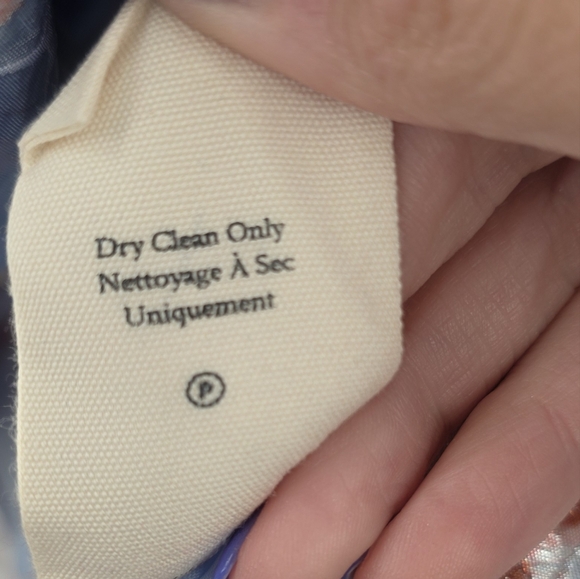 Dry Clean Only
Nettoyage À Sec
Uniquement
P